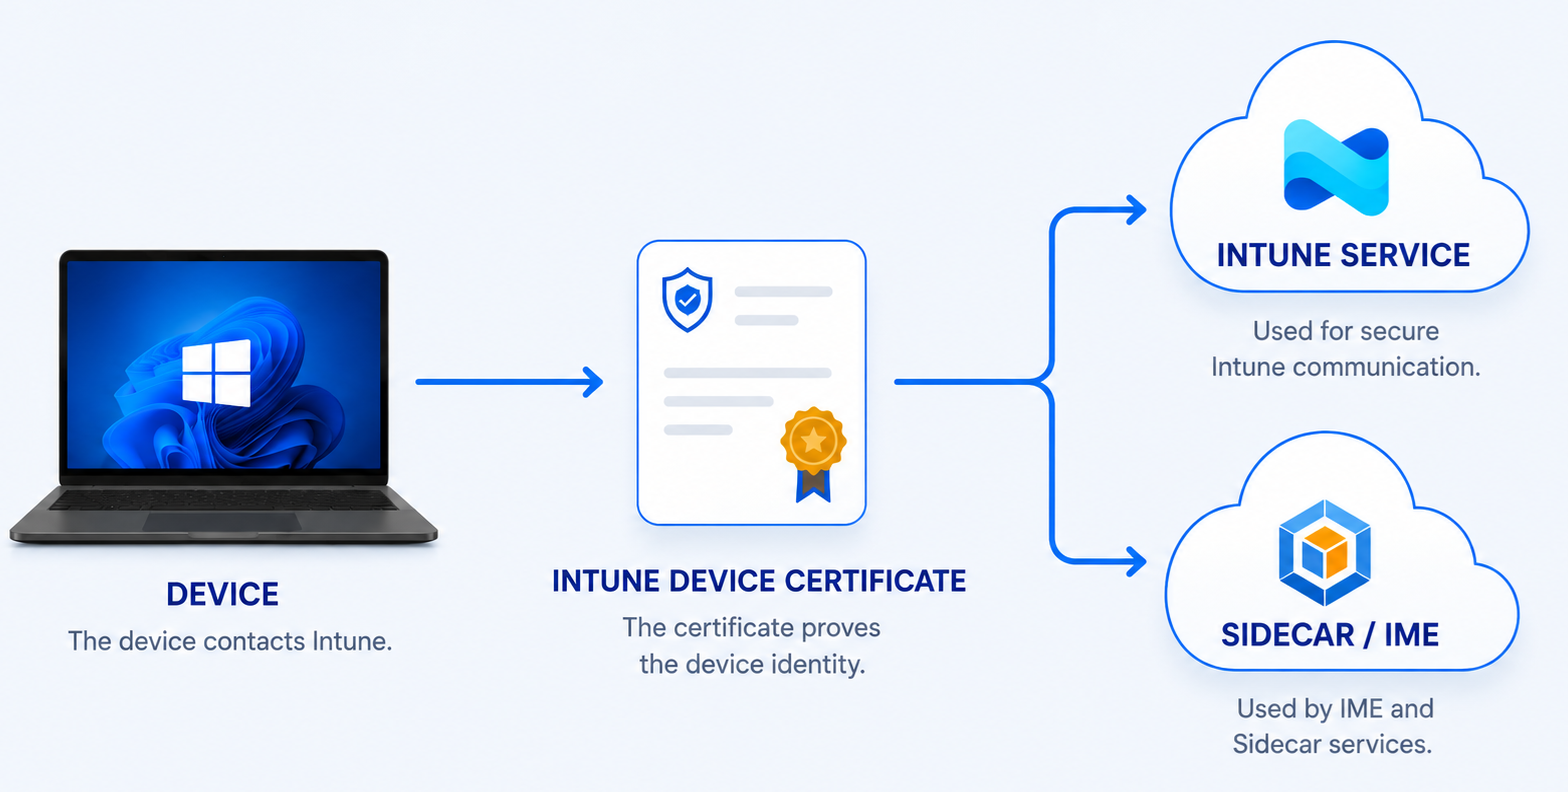 DEVICE
The device contacts Intune.
INTUNE DEVICE CERTIFICATE
The certificate proves
the device identity.
INTUNE SERVICE
Used for secure
Intune communication.
SIDECAR / IME
Used by IME and
Sidecar services.